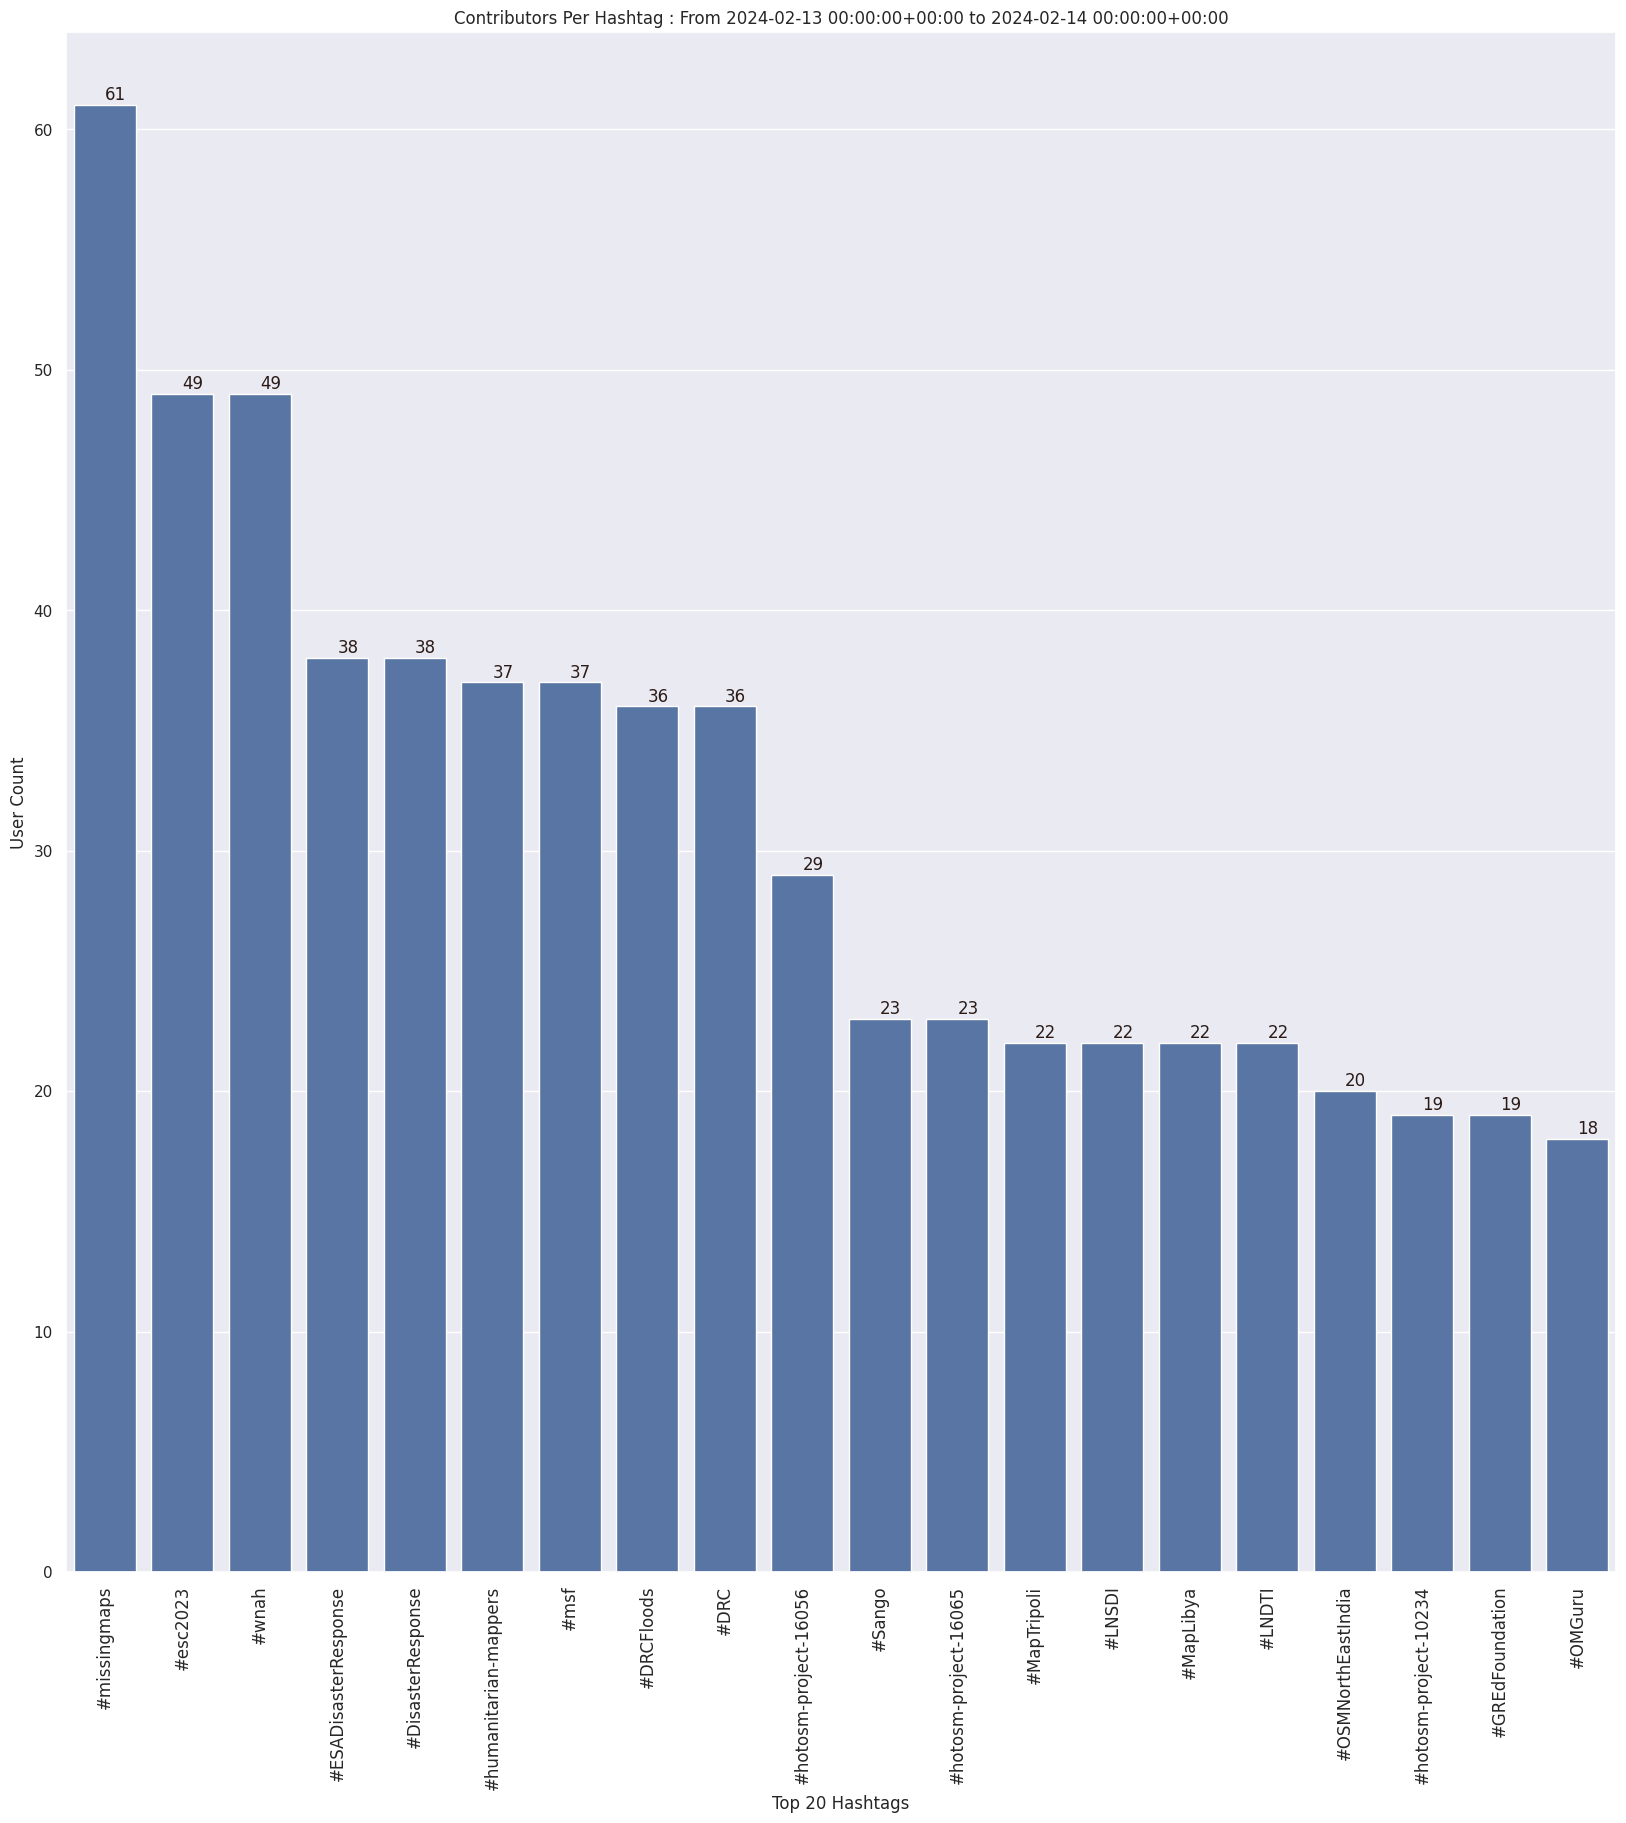 Contributors Per Hashtag : From 2024-02-13 00:00:00+00:00 to 2024-02-14 00:00:00+00:00
User Count
60
50
40
30
20
10
0
61
49
49
38
38
37
37
36
36
29
23
23
22
22
22
22
20
19
19
18
#missingmaps
#esc2023
#wnah
#ESADisasterResponse
#DisasterResponse
#humanitarian-mappers
#msf
#DRCFloods
#DRC
#hotosm-project-16056
#Sango
#hotosm-project-16065
#MapTripoli
#LNSDI
#MapLibya
#LNDTI
#OSMNorthEastIndia
#hotosm-project-10234
#GREdFoundation
#OMGuru
Top 20 Hashtags